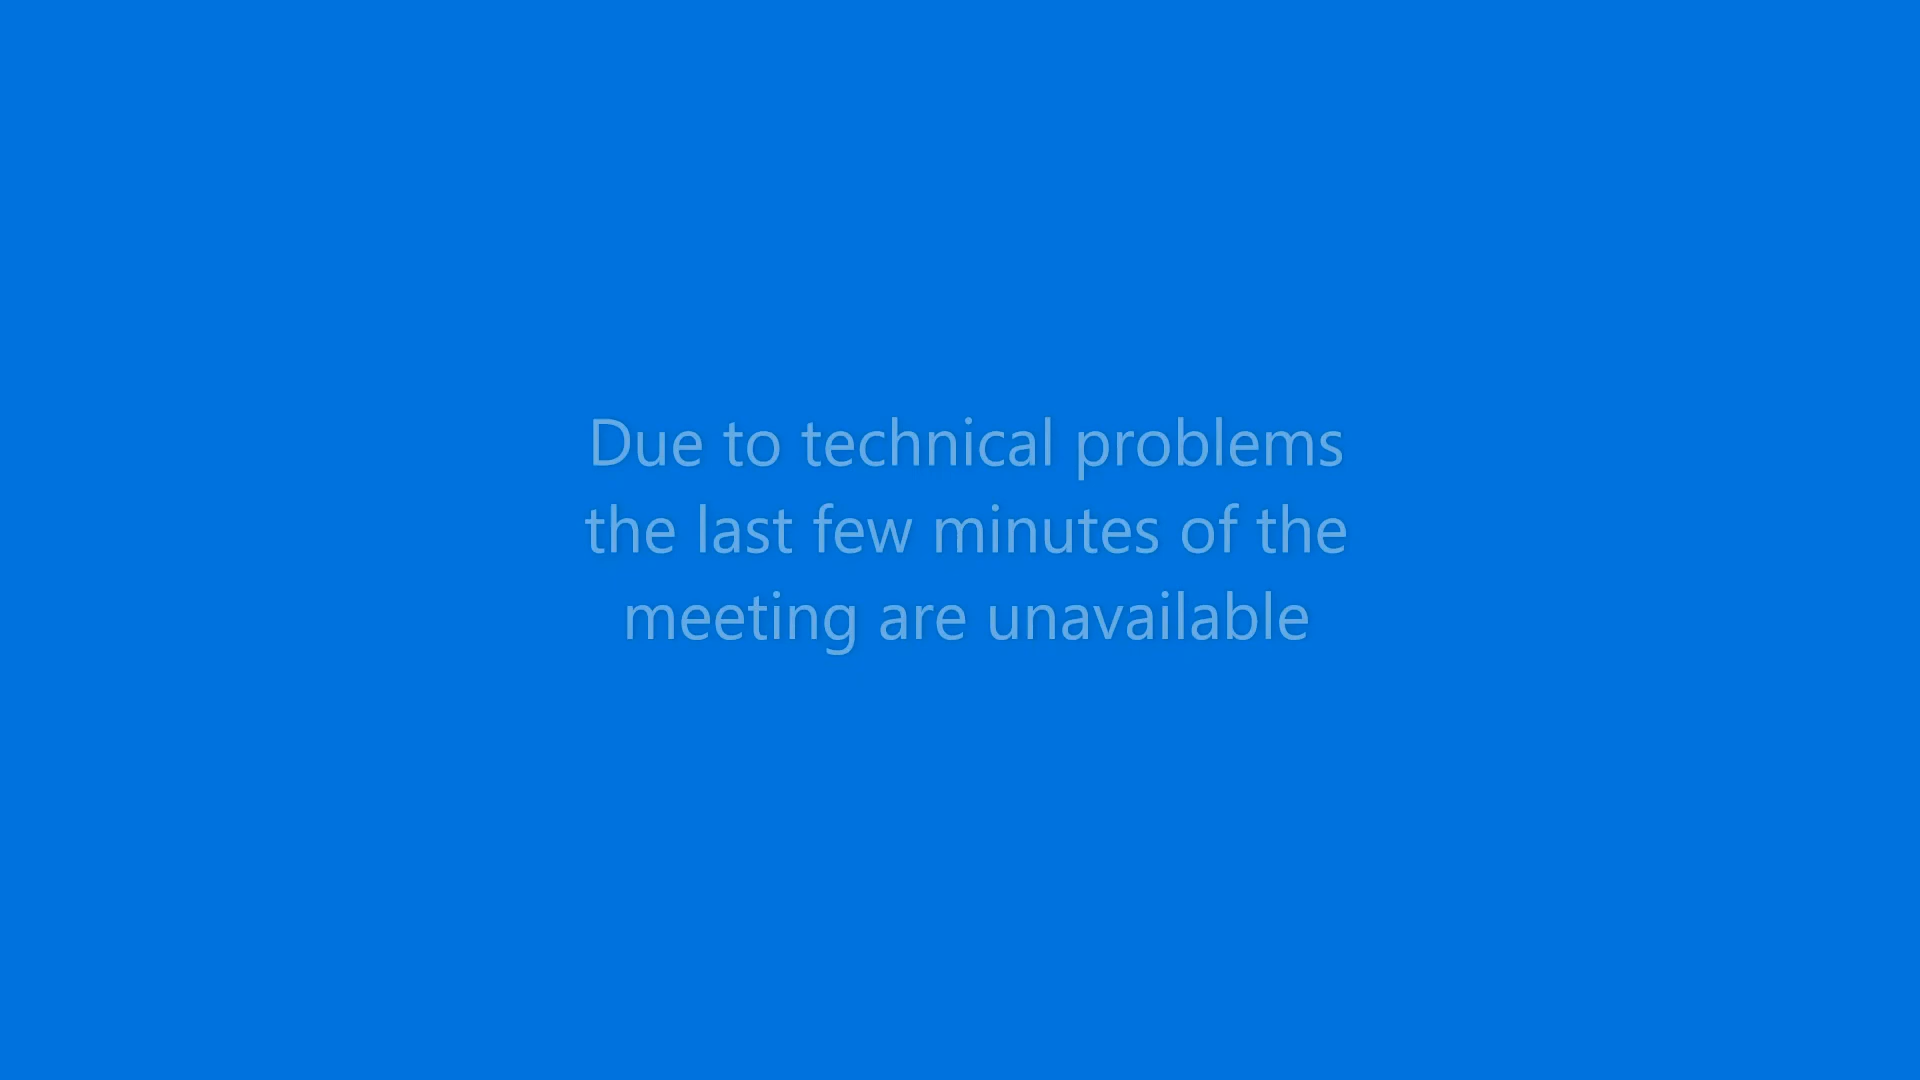 Due to technical problems
the last few minutes of the
meeting are unavailable